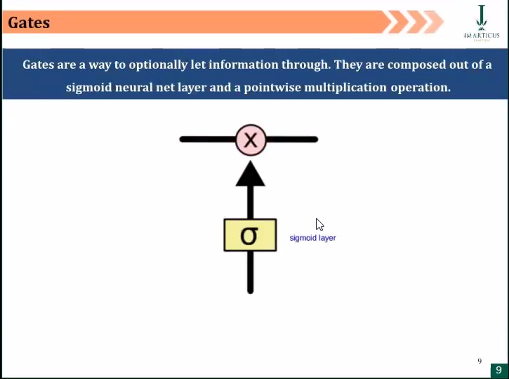 Gates
IMARTICUS
Gates are a way to optionally let information through. They are composed out of a
sigmoid neural net layer and a pointwise multiplication operation.
X
σ
sigmoid layer
9
9